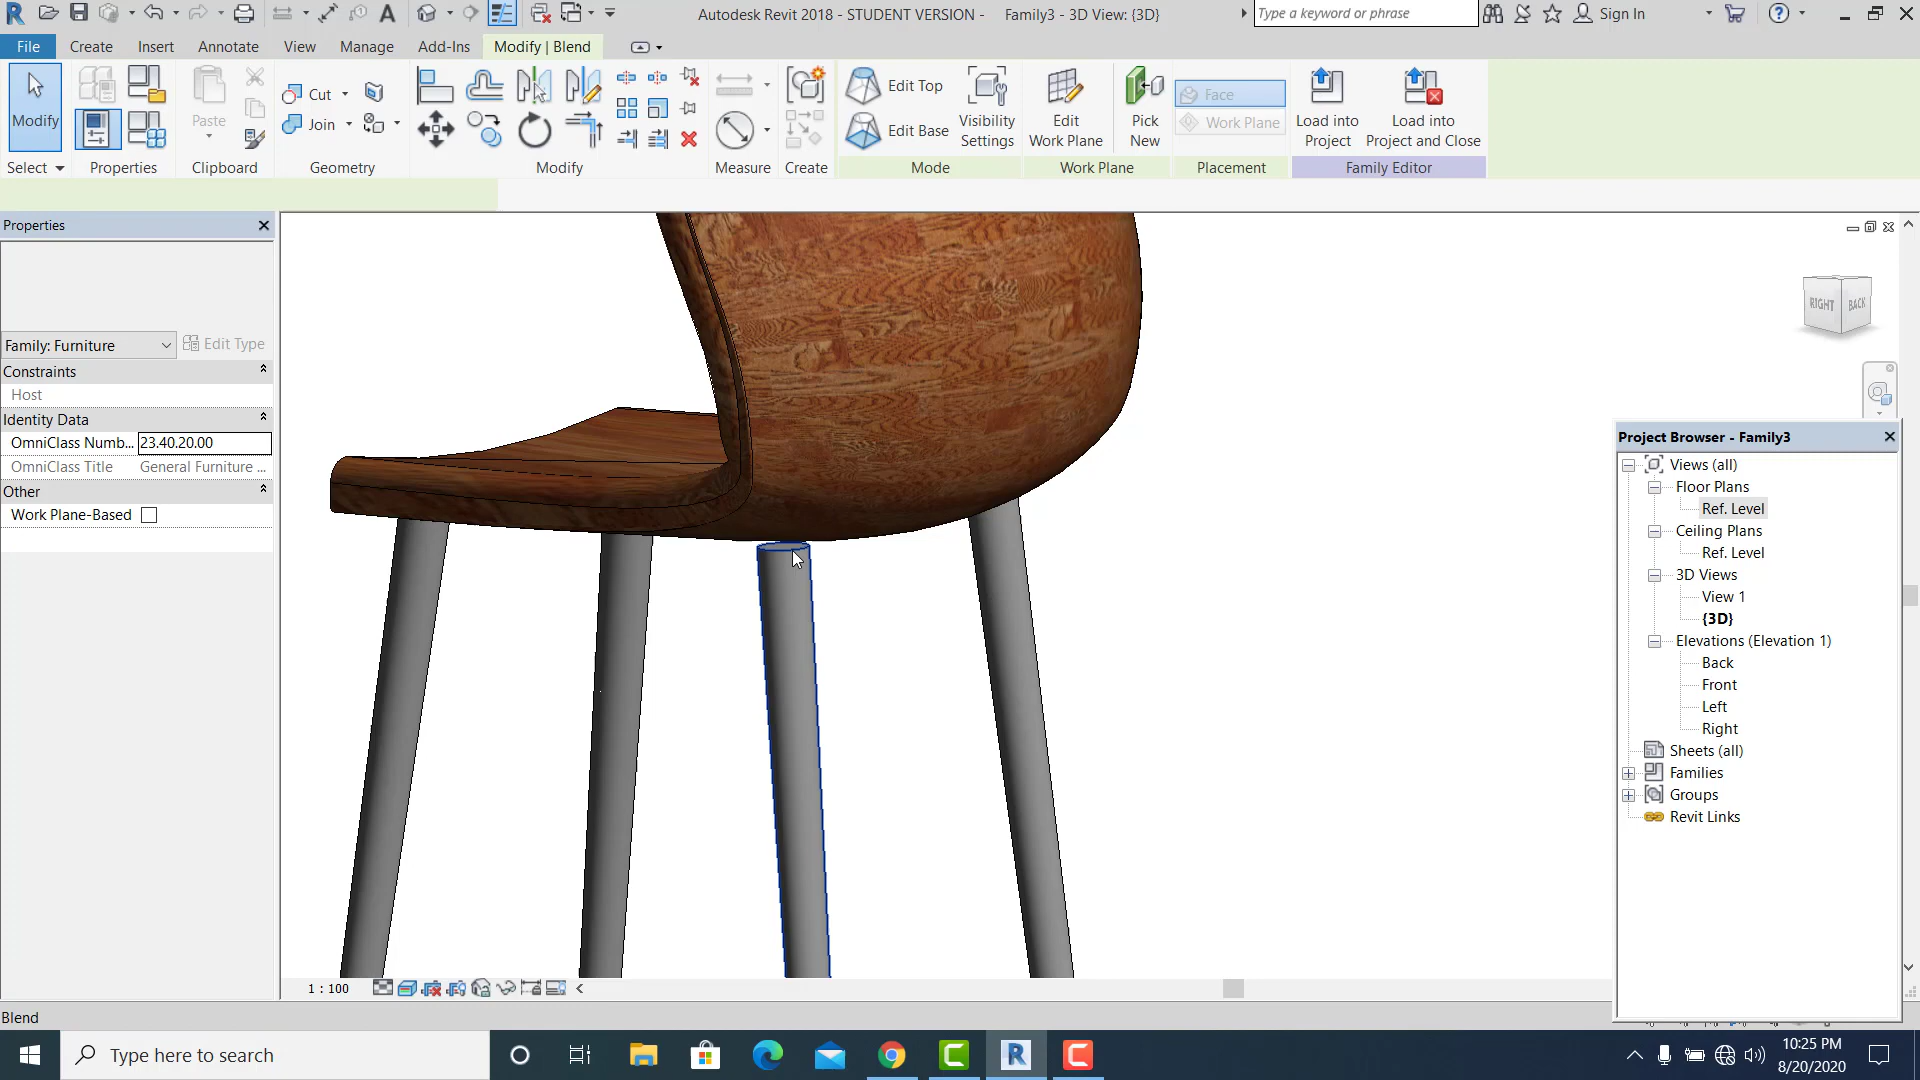 Autodesk Revit 2018 - STUDENT VERSION - Family3 - 3D View: {3D}
Type a keyword or phrase
Sign In
File Create Insert Annotate View Manage Add-Ins Modify | Blend
Modify
Paste
Cut
Join
Edit Top
Edit Base
Visibility
Settings
Edit
Work Plane
Pick
New
Face
Work Plane
Load into
Project
Load into
Project and Close
Select Properties Clipboard Geometry Modify Measure Create Mode Work Plane Placement Family Editor
Properties
Family: Furniture
Edit Type
Constraints
Host
Identity Data
OmniClass Numb... 23.40.20.00
OmniClass Title General Furniture ...
Other
Work Plane-Based
RIGHT BACK
Project Browser - Family3
Views (all)
Floor Plans
Ref. Level
Ceiling Plans
Ref. Level
3D Views
View 1
{3D}
Elevations (Elevation 1)
Back
Front
Left
Right
Sheets (all)
Families
Groups
Revit Links
1 : 100
Blend
Type here to search
10:25 PM
8/20/2020